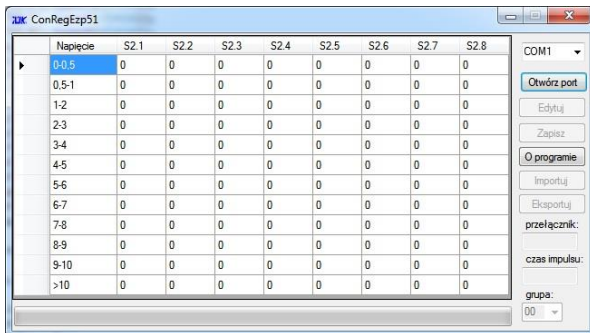 JJK ConRegEzp51
Napięcie S2.1 S2.2 S2.3 S2.4 S2.5 S2.6 S2.7 S2.8
0-0,5 0 0 0 0 0 0 0 0
0,5-1 0 0 0 0 0 0 0 0
1-2 0 0 0 0 0 0 0 0
2-3 0 0 0 0 0 0 0 0
3-4 0 0 0 0 0 0 0 0
4-5 0 0 0 0 0 0 0 0
5-6 0 0 0 0 0 0 0 0
6-7 0 0 0 0 0 0 0 0
7-8 0 0 0 0 0 0 0 0
8-9 0 0 0 0 0 0 0 0
9-10 0 0 0 0 0 0 0 0
>10 0 0 0 0 0 0 0 0
COM1
Otwórz port
Edytuj
Zapisz
O programie
Importuj
Eksportuj
przełącznik:
czas impulsu:
grupa:
00